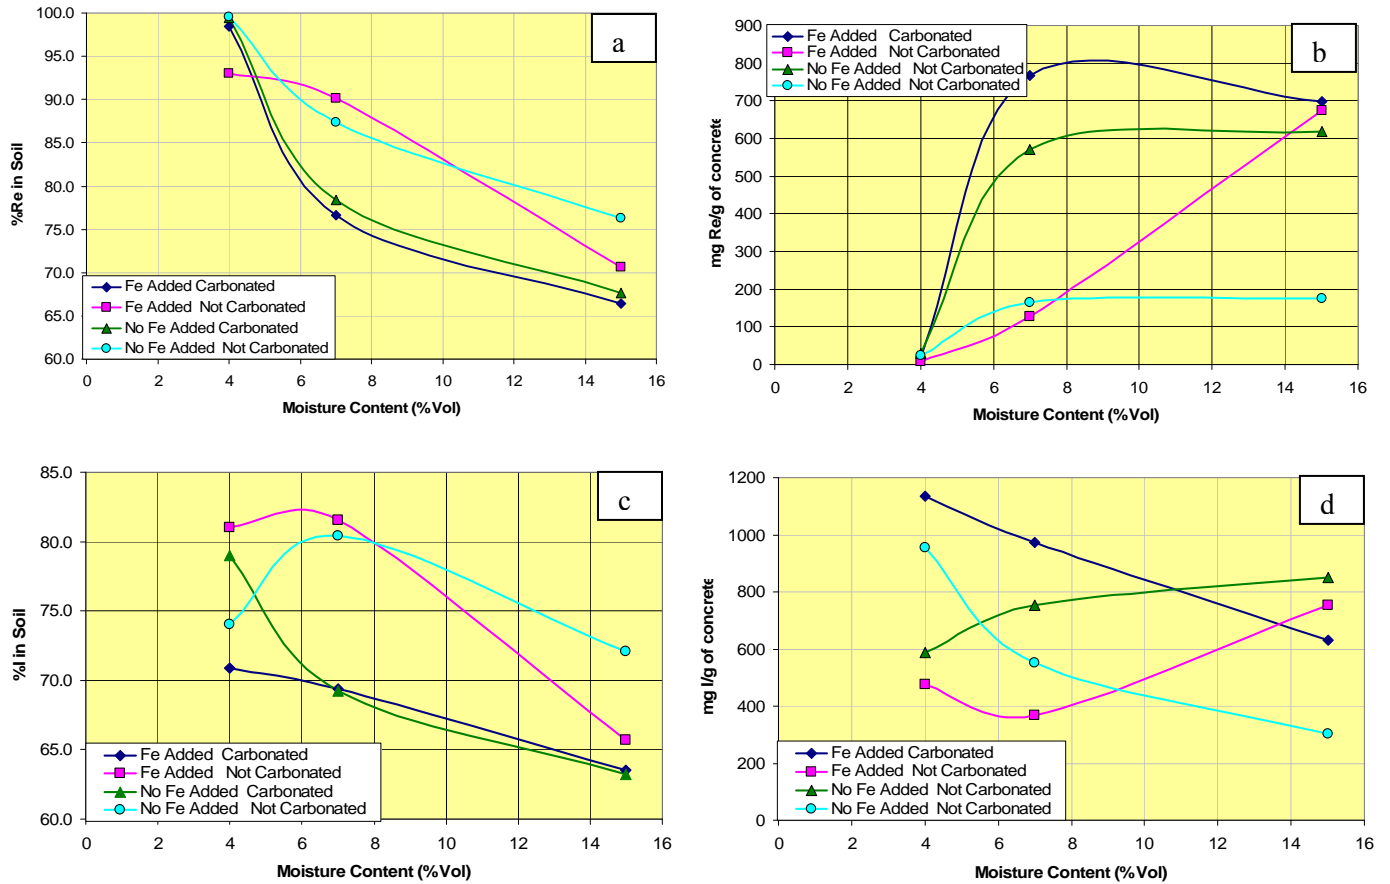 a
100.0
95.0
90.0
85.0
80.0
75.0
70.0
65.0
60.0
%Re in Soil
Fe Added Carbonated
Fe Added Not Carbonated
No Fe Added Carbonated
No Fe Added Not Carbonated
0 2 4 6 8 10 12 14 16
Moisture Content (%Vol)
b
900
800
700
600
500
400
300
200
100
0
mg Re/g of concrete
Fe Added Carbonated
Fe Added Not Carbonated
No Fe Added Not Carbonated
No Fe Added Not Carbonated
0 2 4 6 8 10 12 14 16
Moisture Content (%Vol)
c
85.0
80.0
75.0
70.0
65.0
60.0
%I in Soil
Fe Added Carbonated
Fe Added Not Carbonated
No Fe Added Carbonated
No Fe Added Not Carbonated
0 2 4 6 8 10 12 14 16
Moisture Content (%Vol)
d
1200
1000
800
600
400
200
0
mg I/g of concrete
Fe Added Carbonated
Fe Added Not Carbonated
No Fe Added Not Carbonated
No Fe Added Not Carbonated
0 2 4 6 8 10 12 14 16
Moisture Content (%Vol)